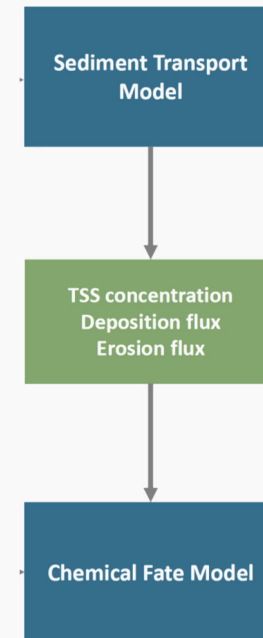 Sediment Transport
Model
TSS concentration
Deposition flux
Erosion flux
Chemical Fate Model